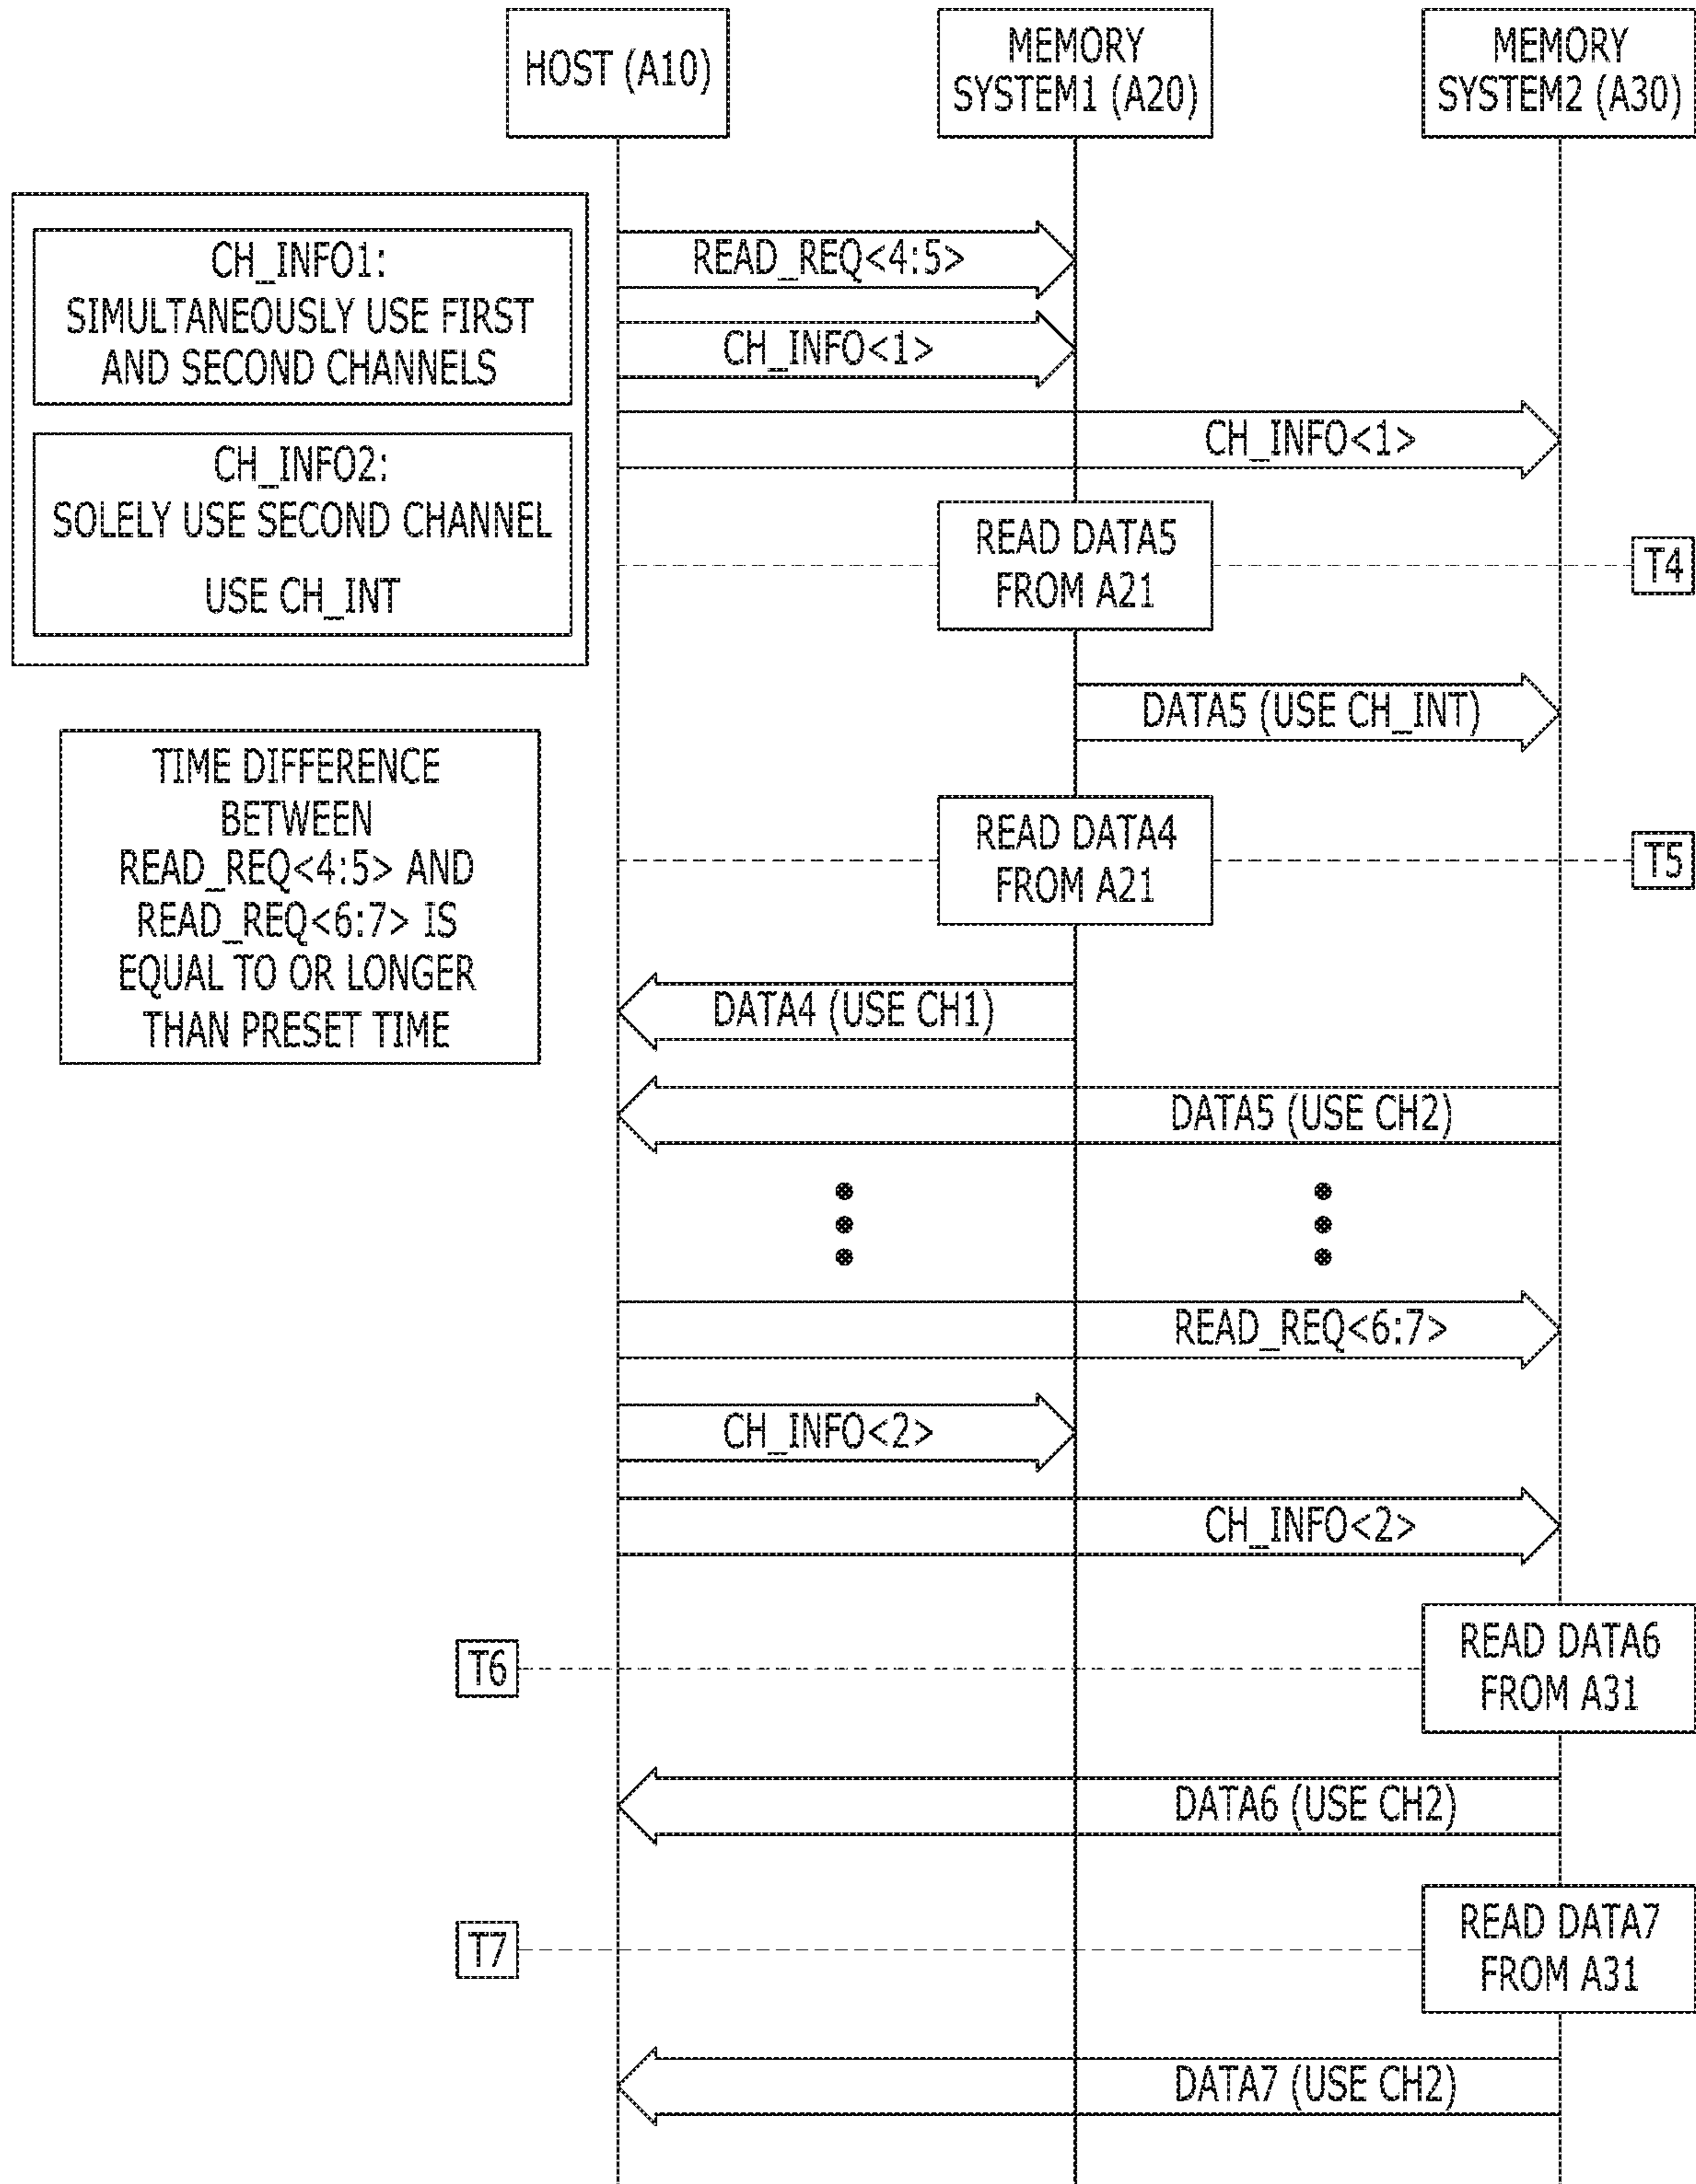 HOST (A10)
MEMORY
SYSTEM1 (A20)
MEMORY
SYSTEM2 (A30)
CH_INFO1:
SIMULTANEOUSLY USE FIRST
AND SECOND CHANNELS
CH_INFO2:
SOLELY USE SECOND CHANNEL
USE CH_INT
READ_REQ<4:5>
CH_INFO<1>
CH_INFO<1>
READ DATA5
FROM A21
T4
DATA5 (USE CH_INT)
TIME DIFFERENCE
BETWEEN
READ_REQ<4:5> AND
READ_REQ<6:7> IS
EQUAL TO OR LONGER
THAN PRESET TIME
READ DATA4
FROM A21
T5
DATA4 (USE CH1)
DATA5 (USE CH2)
READ_REQ<6:7>
CH_INFO<2>
CH_INFO<2>
T6
READ DATA6
FROM A31
DATA6 (USE CH2)
T7
READ DATA7
FROM A31
DATA7 (USE CH2)